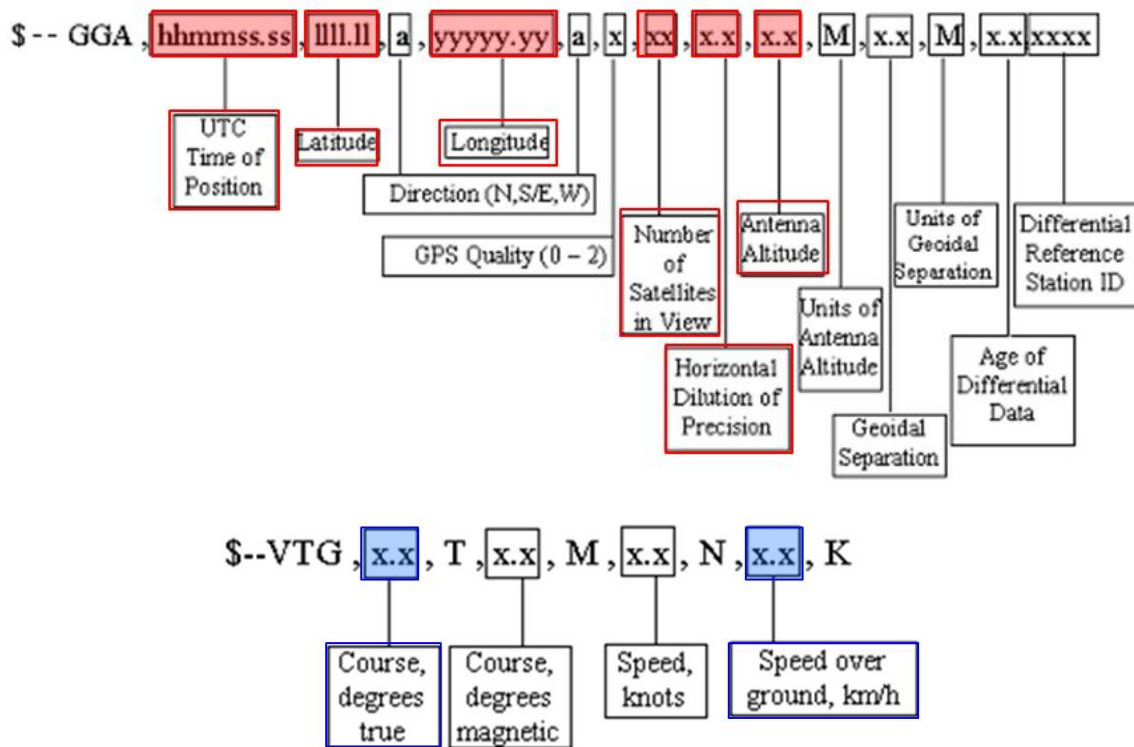 $ -- GGA , hhmmss.ss , llll.ll , a , yyyyy.yy , a , x , xx , x.x , x.x , M , x.x , M , x.x xxxx
UTC
Time of
Position
Latitude
Longitude
Direction (N,S/E,W)
GPS Quality (0 – 2)
Number
of
Satellites
in View
Antenna
Altitude
Units of
Geoidal
Separation
Differential
Reference
Station ID
Units of
Antenna
Altitude
Horizontal
Dilution of
Precision
Age of
Differential
Data
Geoidal
Separation
$--VTG , x.x , T , x.x , M , x.x , N , x.x , K
Course,
degrees
true
Course,
degrees
magnetic
Speed,
knots
Speed over
ground, km/h